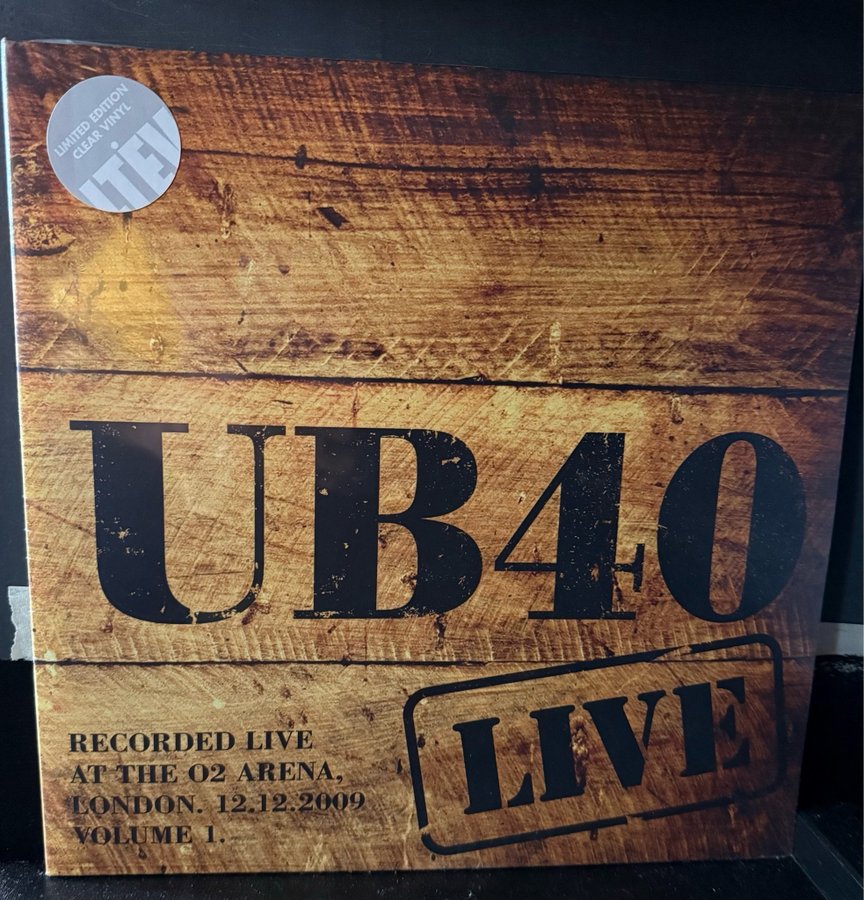 LIMITED EDITION
CLEAR VINYL
UB40
LIVE
RECORDED LIVE
AT THE O2 ARENA,
LONDON. 12.12.2009
VOLUME 1.